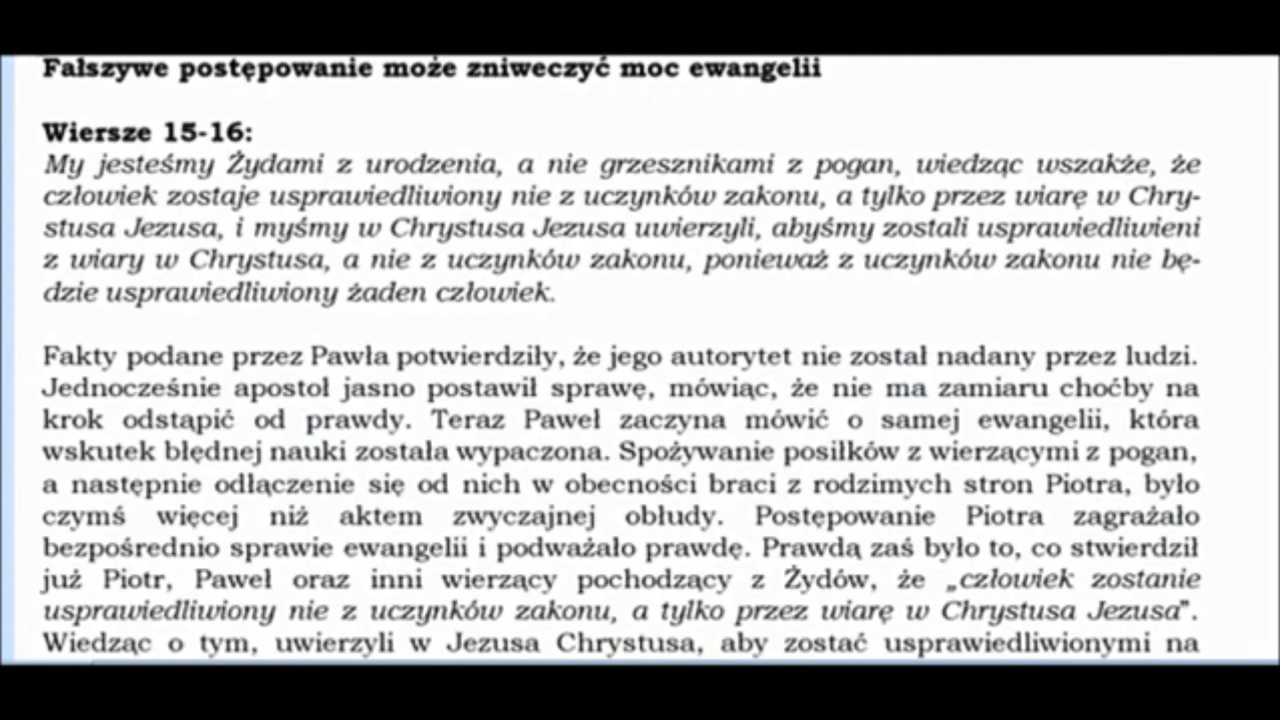 Fałszywe postępowanie może zniweczyć moc ewangelii
Wiersze 15-16:
My jesteśmy Żydami z urodzenia, a nie grzesznikami z pogan, wiedząc wszakże, że
człowiek zostaje usprawiedliwiony nie z uczynków zakonu, a tylko przez wiarę w Chry-
stusa Jezusa, i myśmy w Chrystusa Jezusa uwierzyli, abyśmy zostali usprawiedliwieni
z wiary w Chrystusa, a nie z uczynków zakonu, ponieważ z uczynków zakonu nie bę-
dzie usprawiedliwiony żaden człowiek.
Fakty podane przez Pawła potwierdziły, że jego autorytet nie został nadany przez ludzi.
Jednocześnie apostoł jasno postawił sprawę, mówiąc, że nie ma zamiaru choćby na
krok odstąpić od prawdy. Teraz Paweł zaczyna mówić o samej ewangelii, która
wskutek błędnej nauki została wypaczona. Spożywanie posiłków z wierzącymi z pogan,
a następnie odłączenie się od nich w obecności braci z rodzimych stron Piotra, było
czymś więcej niż aktem zwyczajnej obłudy. Postępowanie Piotra zagrażało
bezpośrednio sprawie ewangelii i podważało prawdę. Prawdą zaś było to, co stwierdził
już Piotr, Paweł oraz inni wierzący pochodzący z Żydów, że „człowiek zostanie
usprawiedliwiony nie z uczynków zakonu, a tylko przez wiarę w Chrystusa Jezusa”.
Wiedząc o tym, uwierzyli w Jezusa Chrystusa, aby zostać usprawiedliwionymi na